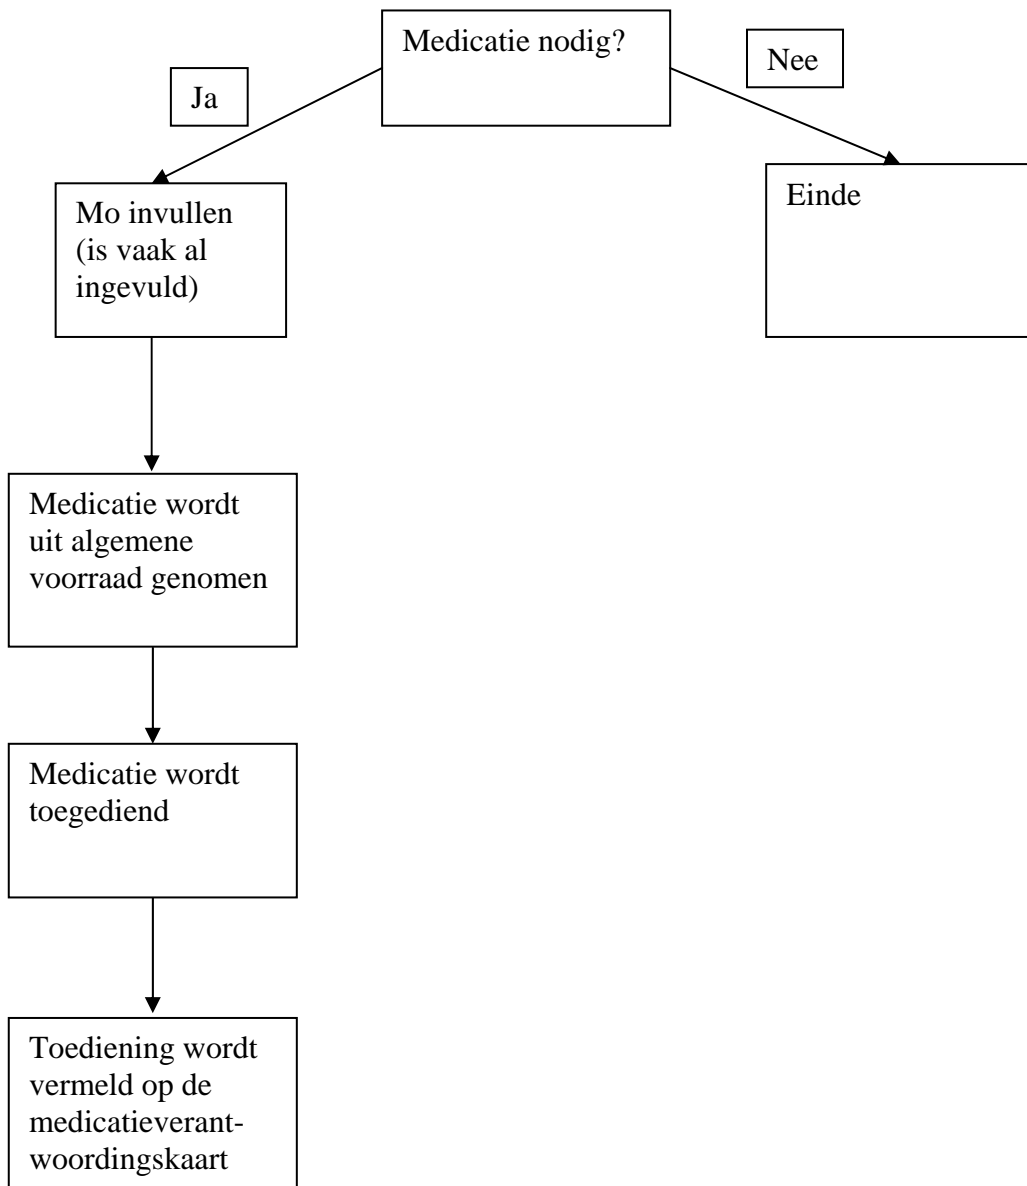 Medicatie nodig?
Nee
Ja
Mo invullen
(is vaak al
ingevuld)
Einde
Medicatie wordt
uit algemene
voorraad genomen
Medicatie wordt
toegediend
Toediening wordt
vermeld op de
medicatieverant-
woordingskaart